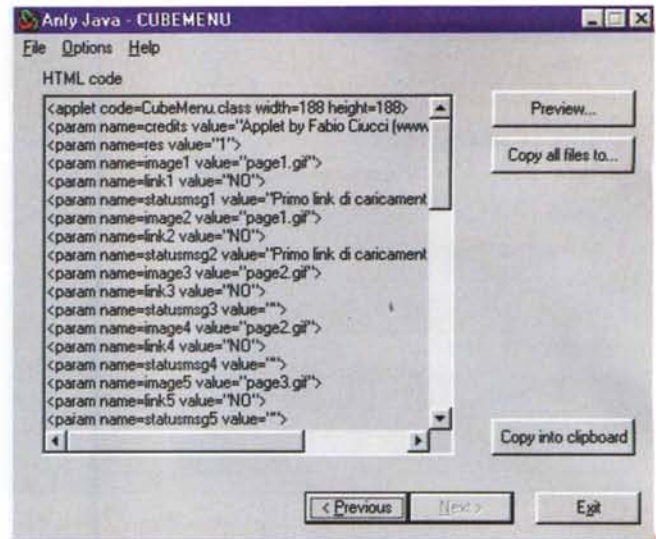 Anfy Java - CUBEMENU
File Options Help
HTML code
<applet code=CubeMenu.class width=188 height=188>
<param name=credits value="Applet by Fabio Ciucci (www
<param name=res value="1">
<param name=image1 value="page1.gif">
<param name=link1 value="NO">
<param name=statusmsg1 value="Primo link di caricament
<param name=image2 value="page1.gif">
<param name=link2 value="NO">
<param name=statusmsg2 value="Primo link di caricament
<param name=image3 value="page2.gif">
<param name=link3 value="NO">
<param name=statusmsg3 value="">
<param name=image4 value="page2.gif">
<param name=link4 value="NO">
<param name=statusmsg4 value="">
<param name=image5 value="page3.gif">
<param name=link5 value="NO">
<param name=statusmsg5 value="">
Preview...
Copy all files to...
Copy into clipboard
< Previous
Next >
Exit